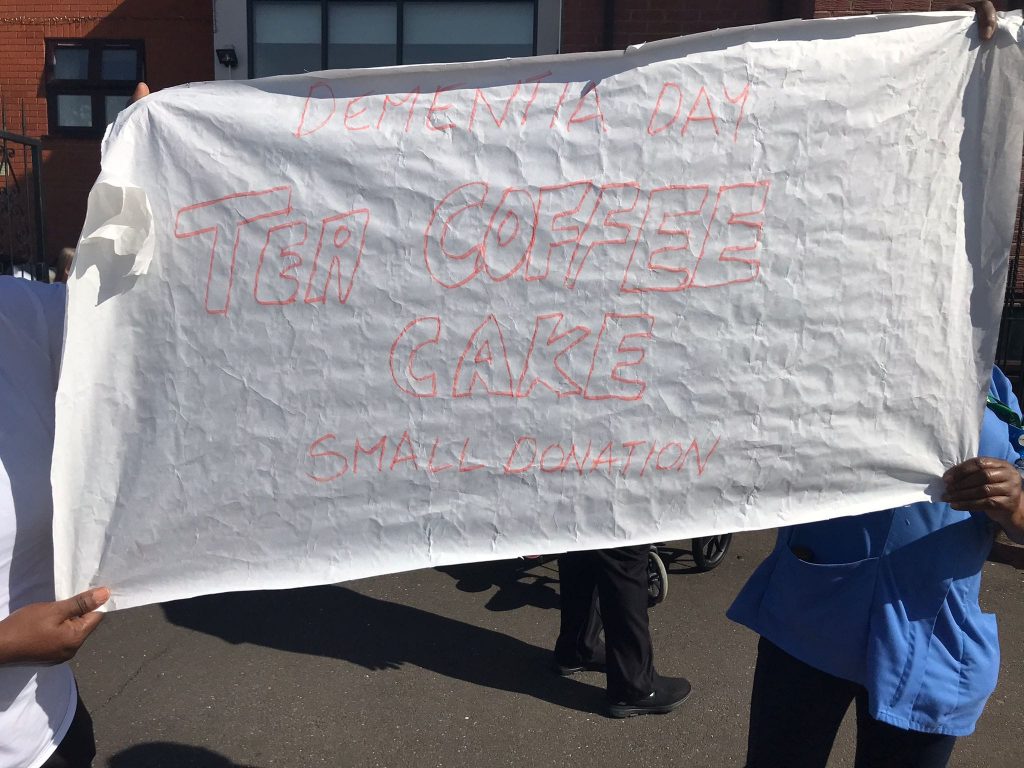 DEMENTIA DAY
TEA COFFEE
CAKE
SMALL DONATION